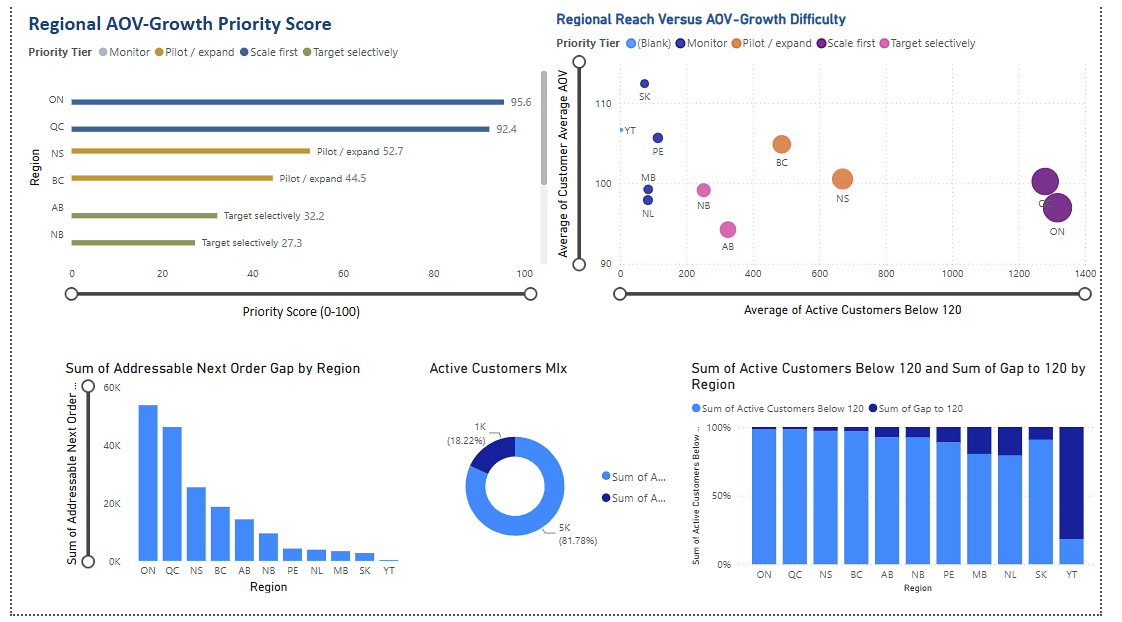 Regional AOV-Growth Priority Score
Priority Tier Monitor Pilot / expand Scale first Target selectively
Region
ON 95.6
QC 92.4
NS Pilot / expand 52.7
BC Pilot / expand 44.5
AB Target selectively 32.2
NB Target selectively 27.3
0 20 40 60 80 100
Priority Score (0-100)
Regional Reach Versus AOV-Growth Difficulty
Priority Tier (Blank) Monitor Pilot / expand Scale first Target selectively
Average of Customer Average AOV
110
100
90
SK
YT
PE
BC
MB
NL
NB
NS
AB
ON
0 200 400 600 800 1000 1200 1400
Average of Active Customers Below 120
Sum of Addressable Next Order Gap by Region
Sum of Addressable Next Order ...
60K
40K
20K
0K
ON QC NS BC AB NB PE NL MB SK YT
Region
Active Customers MIx
1K
(18.22%)
5K
(81.78%)
Sum of A...
Sum of A...
Sum of Active Customers Below 120 and Sum of Gap to 120 by
Region
Sum of Active Customers Below 120 Sum of Gap to 120
Sum of Active Customers Below ...
100%
50%
0%
ON QC NS BC AB NB PE MB NL SK YT
Region